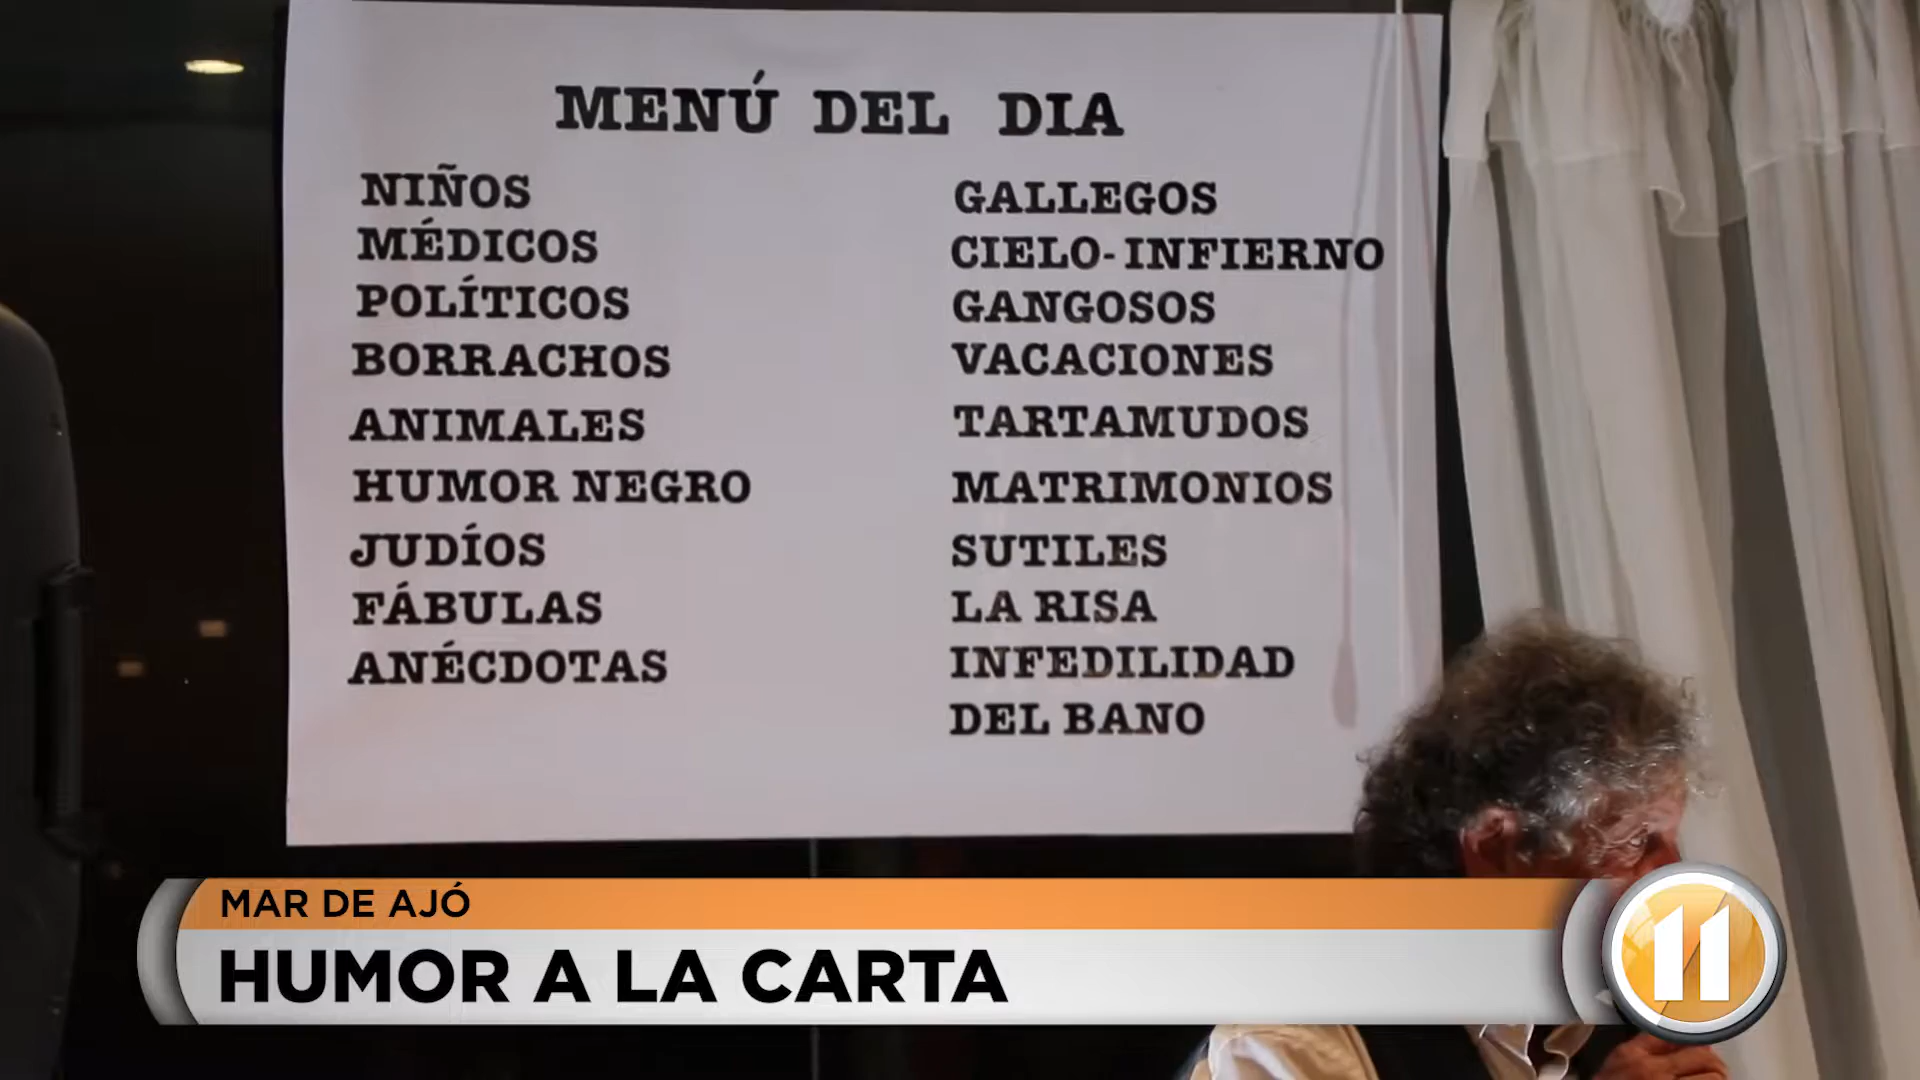 MENÚ DEL DIA
NIÑOS
MÉDICOS
POLÍTICOS
BORRACHOS
ANIMALES
HUMOR NEGRO
JUDÍOS
FÁBULAS
ANÉCDOTAS
GALLEGOS
CIELO-INFIERNO
GANGOSOS
VACACIONES
TARTAMUDOS
MATRIMONIOS
SUTILES
LA RISA
INFEDILIDAD
DEL BANO
MAR DE AJÓ
HUMOR A LA CARTA
11